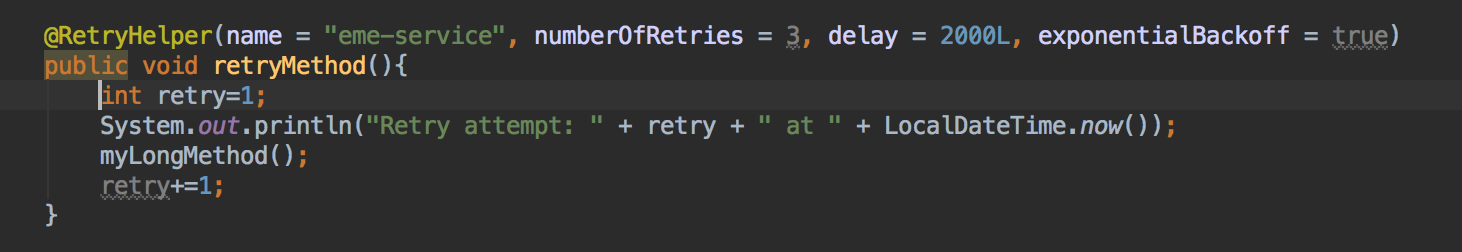 @RetryHelper(name = "eme-service", numberOfRetries = 3, delay = 2000L, exponentialBackoff = true)
public void retryMethod(){
int retry=1;
System.out.println("Retry attempt: " + retry + " at " + LocalDateTime.now());
myLongMethod();
retry+=1;
}